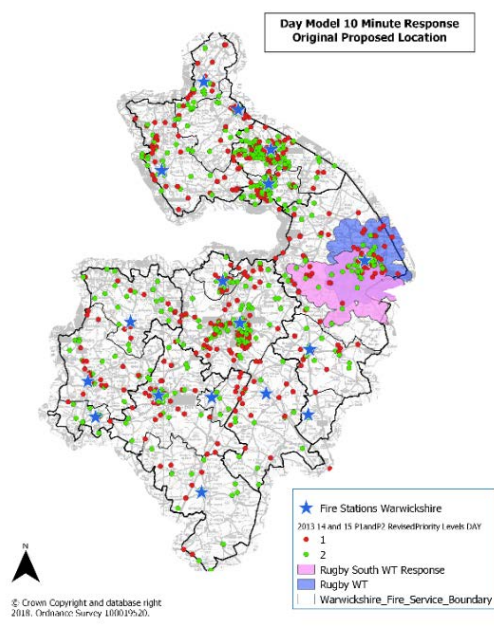 Day Model 10 Minute Response
Original Proposed Location
Fire Stations Warwickshire
2013 14 and 15 P1andP2 RevisedPriority Levels DAY
1
2
Rugby South WT Response
Rugby WT
Warwickshire_Fire_Service_Boundary
N
© Crown Copyright and database right
2018. Ordnance Survey 100019520.